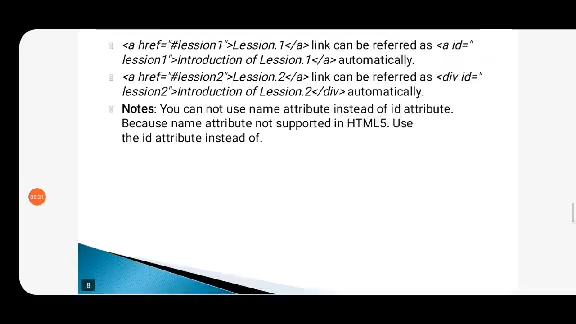 <a href="#lession1">Lession.1</a> link can be referred as <a id="
lession1">Introduction of Lession.1</a> automatically.
<a href="#lession2">Lession.2</a> link can be referred as <div id="
lession2">Introduction of Lession.2</div> automatically.
Notes: You can not use name attribute instead of id attribute.
Because name attribute not supported in HTML5. Use
the id attribute instead of.
8